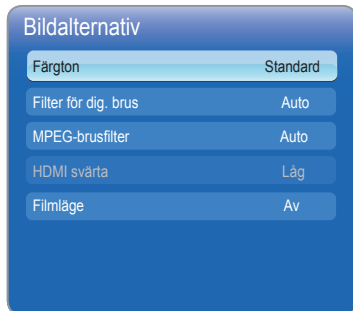 Bildalternativ
Färgton Standard
Filter för dig. brus Auto
MPEG-brusfilter Auto
HDMI svärta Låg
Filmläge Av